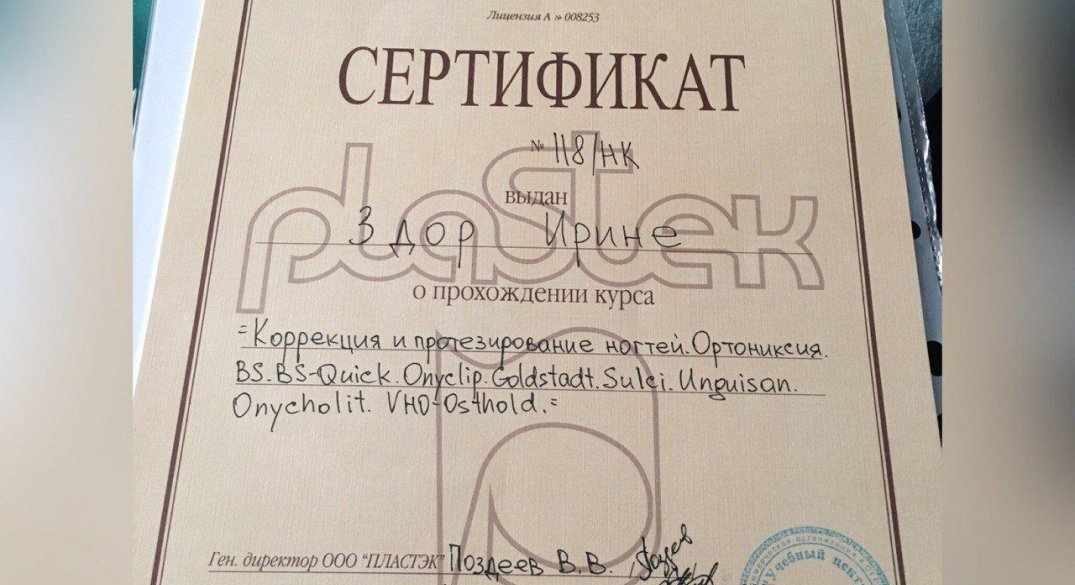 Лицензия А № 008253
СЕРТИФИКАТ
№ 118/НК
plastek
выдан
Здор Ирине
о прохождении курса
"Коррекция и протезирование ногтей. Ортониксия.
BS. BS-Quick. Onyclip. Goldstadt. Sulci. Unguisan.
Onycholit. VHO-Osthold."
Ген. директор ООО "ПЛАСТЭК" Поздеев В.В.
учебный